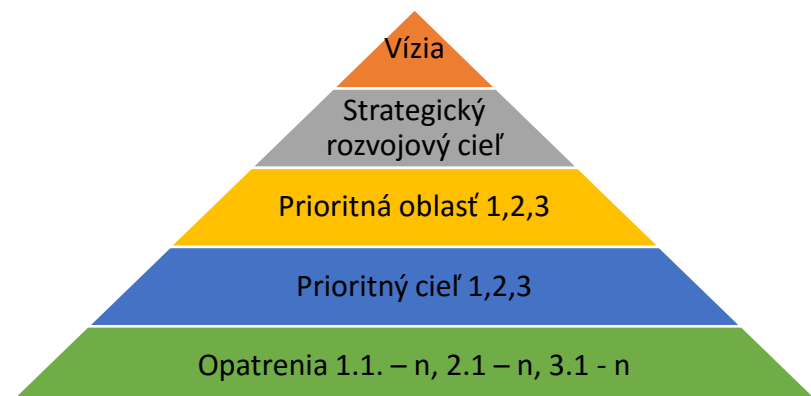 Vízia
Strategický
rozvojový cieľ
Prioritná oblasť 1,2,3
Prioritný cieľ 1,2,3
Opatrenia 1.1. – n, 2.1 – n, 3.1 - n